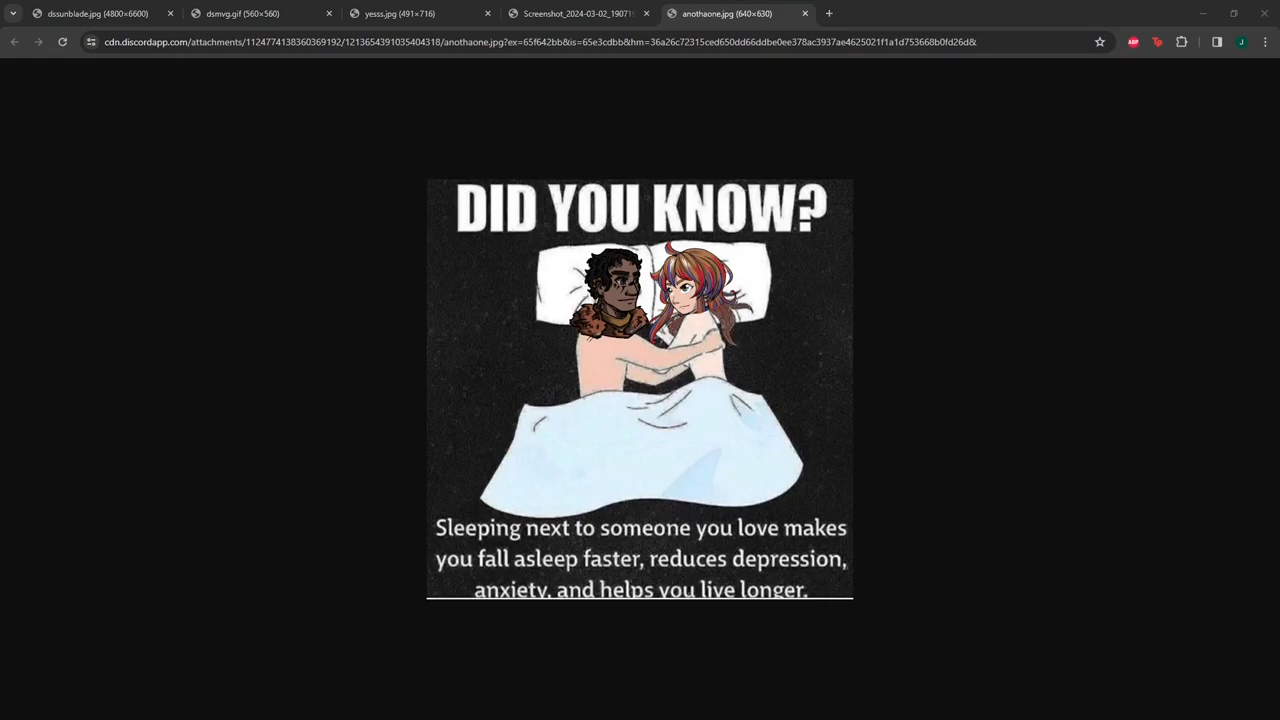 dssunblade.jpg (4800×6600)
dsmvg.gif (560×560)
yesss.jpg (491×716)
Screenshot_2024-03-02_19071
anothaone.jpg (640×630)
cdn.discordapp.com/attachments/1124774138360369192/1213654391035404318/anothaone.jpg?ex=65f642bb&is=65e3cdbb&hm=36a26c72315ced650dd66ddbe0ee378ac3937ae4625021f1a1d753668b0fd26d&
ABP
J
DID YOU KNOW?
Sleeping next to someone you love makes
you fall asleep faster, reduces depression,
anxiety, and helps you live longer.